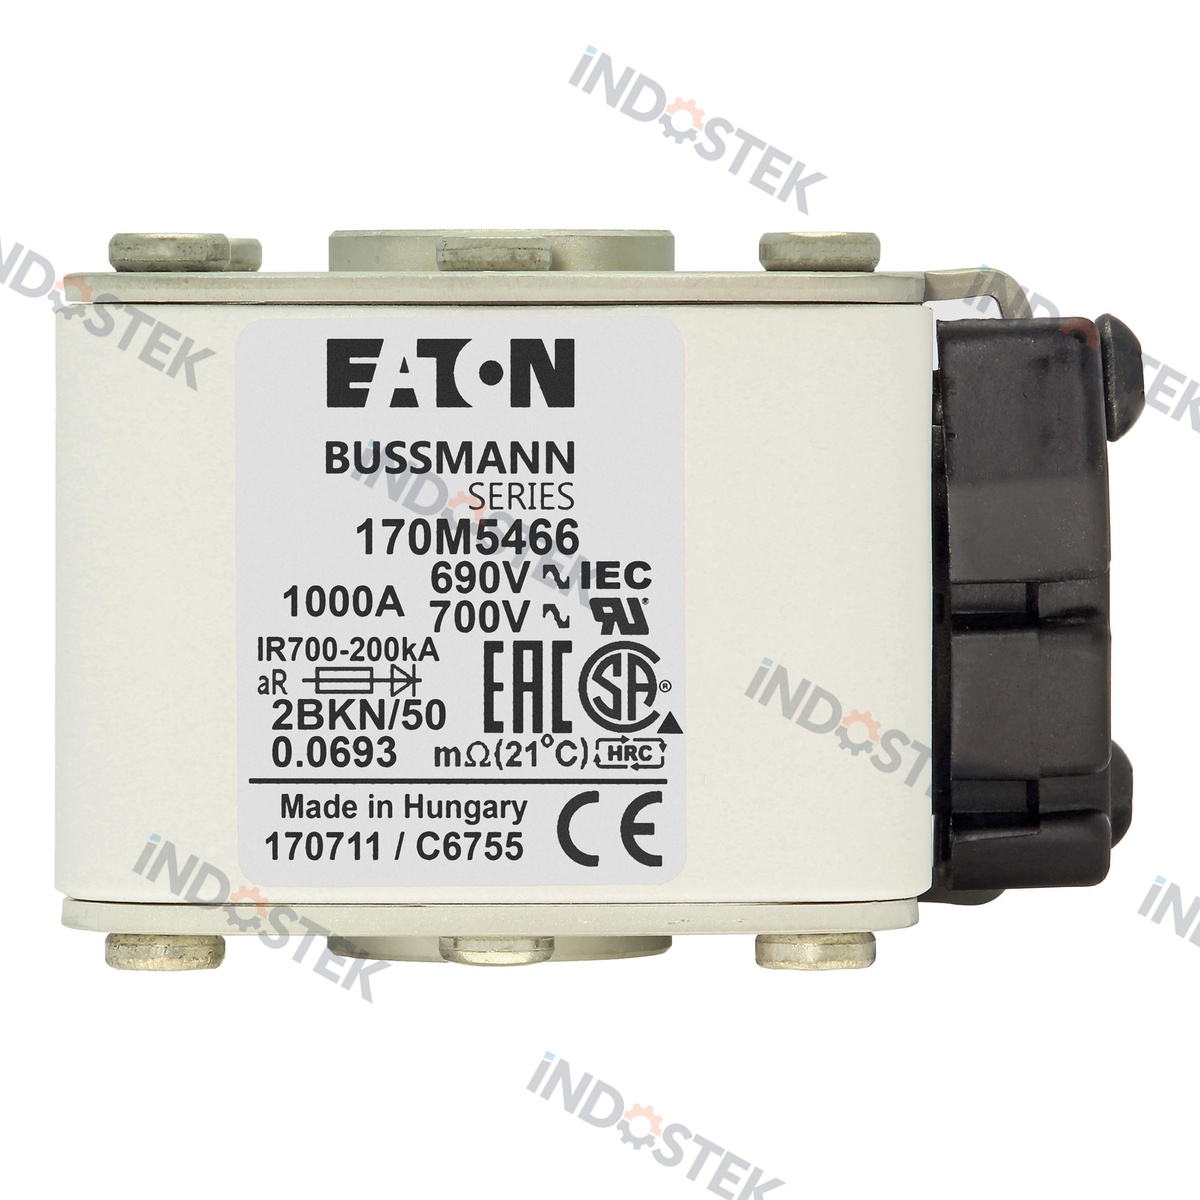 EATON
BUSSMANN
SERIES
170M5466
690V IEC
1000A
700V
IR700-200kA
aR
EAC
SA®
2BKN/50
0.0693 mΩ(21°C) HRC
Made in Hungary
170711 / C6755
CE
iNDOSTEK
iNDOSTEK
iNDOSTEK
iNDOSTEK
iNDOSTEK
iNDOSTEK
iNDOSTEK